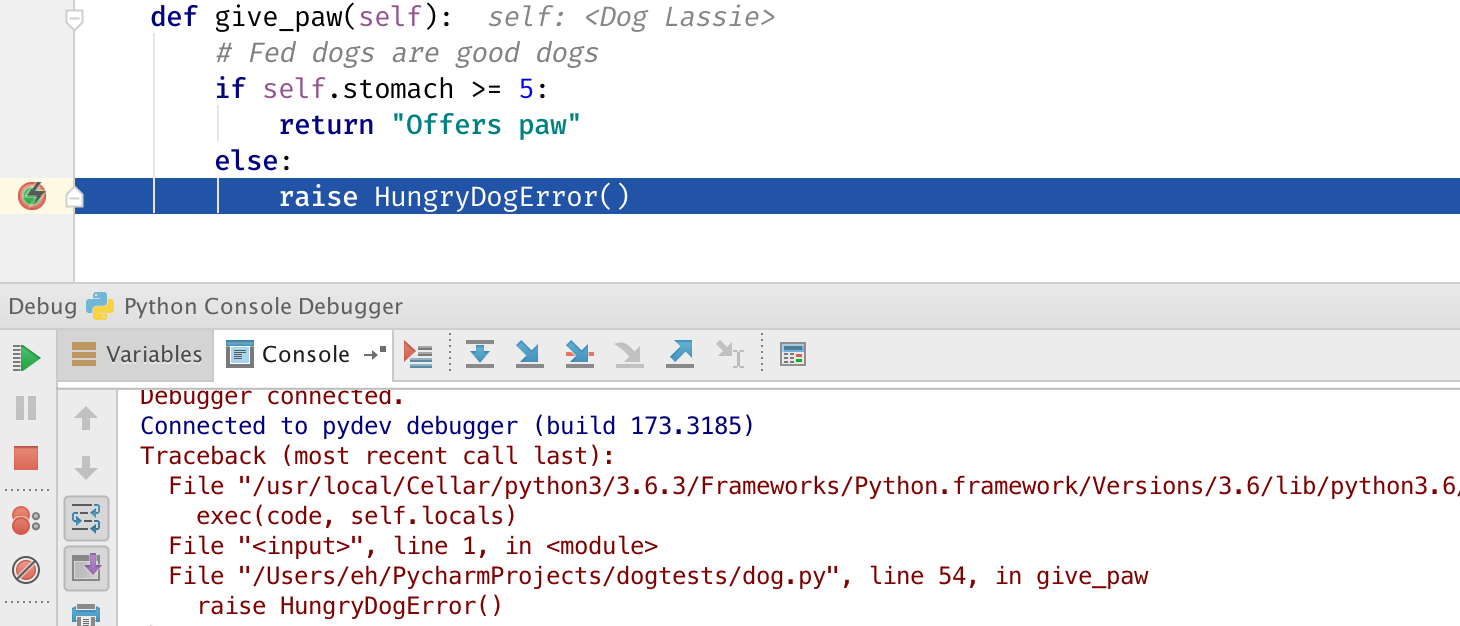 def give_paw(self): self: <Dog Lassie>
# Fed dogs are good dogs
if self.stomach >= 5:
return "Offers paw"
else:
raise HungryDogError()
Debug Python Console Debugger
Variables Console
Debugger connected.
Connected to pydev debugger (build 173.3185)
Traceback (most recent call last):
File "/usr/local/Cellar/python3/3.6.3/Frameworks/Python.framework/Versions/3.6/lib/python3.6/
exec(code, self.locals)
File "<input>", line 1, in <module>
File "/Users/eh/PycharmProjects/dogtests/dog.py", line 54, in give_paw
raise HungryDogError()